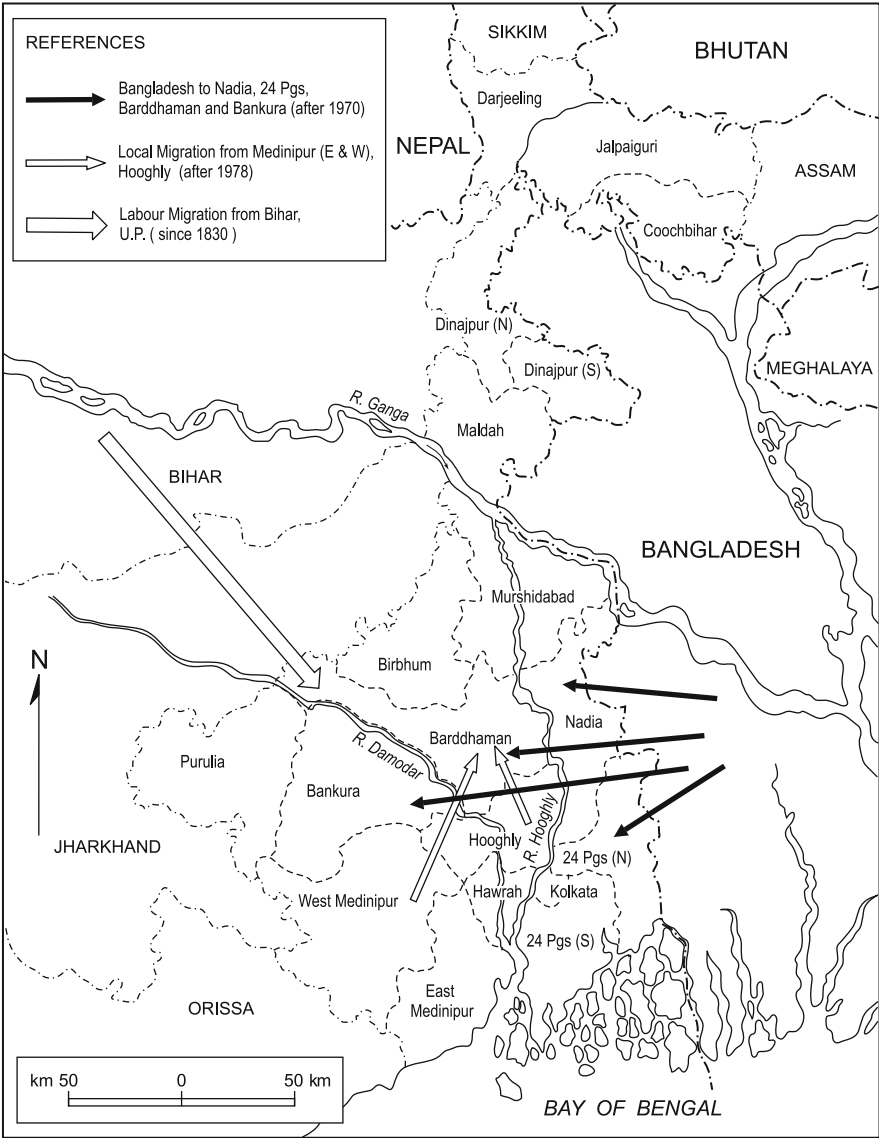 REFERENCES
Bangladesh to Nadia, 24 Pgs,
Barddhaman and Bankura (after 1970)
Local Migration from Medinipur (E & W),
Hooghly (after 1978)
Labour Migration from Bihar,
U.P. ( since 1830 )
SIKKIM
BHUTAN
Darjeeling
NEPAL
Jalpaiguri
ASSAM
Coochbihar
Dinajpur (N)
Dinajpur (S)
MEGHALAYA
R. Ganga
Maldah
BIHAR
BANGLADESH
Murshidabad
N
Birbhum
Nadia
Barddhaman
Purulia
R. Damodar
Bankura
R. Hooghly
Hooghly
JHARKHAND
24 Pgs (N)
West Medinipur
Hawrah
Kolkata
24 Pgs (S)
East
Medinipur
ORISSA
km 50 0 50 km
BAY OF BENGAL